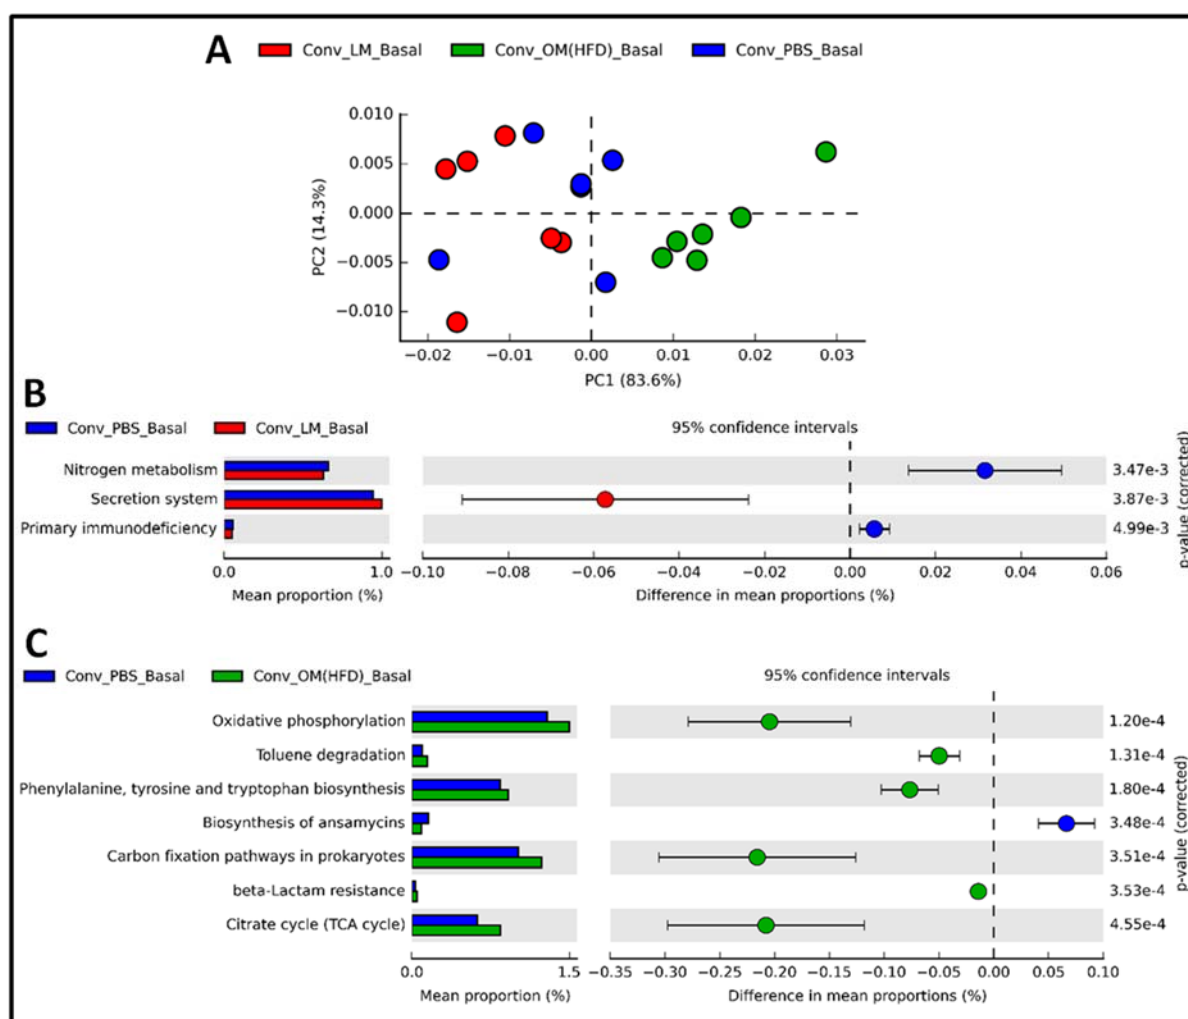 A
Conv_LM_Basal Conv_OM(HFD)_Basal Conv_PBS_Basal
0.010
0.005
0.000
−0.005
−0.010
PC2 (14.3%)
−0.02 −0.01 0.00 0.01 0.02 0.03
PC1 (83.6%)
B
Conv_PBS_Basal Conv_LM_Basal
95% confidence intervals
Nitrogen metabolism 3.47e-3
Secretion system 3.87e-3
Primary immunodeficiency 4.99e-3
p-value (corrected)
0.0 1.0 −0.10 −0.08 −0.06 −0.04 −0.02 0.00 0.02 0.04 0.06
Mean proportion (%) Difference in mean proportions (%)
C
Conv_PBS_Basal Conv_OM(HFD)_Basal
95% confidence intervals
Oxidative phosphorylation 1.20e-4
Toluene degradation 1.31e-4
Phenylalanine, tyrosine and tryptophan biosynthesis 1.80e-4
Biosynthesis of ansamycins 3.48e-4
Carbon fixation pathways in prokaryotes 3.51e-4
beta-Lactam resistance 3.53e-4
Citrate cycle (TCA cycle) 4.55e-4
p-value (corrected)
0.0 1.5 −0.35 −0.30 −0.25 −0.20 −0.15 −0.10 −0.05 0.00 0.05 0.10
Mean proportion (%) Difference in mean proportions (%)